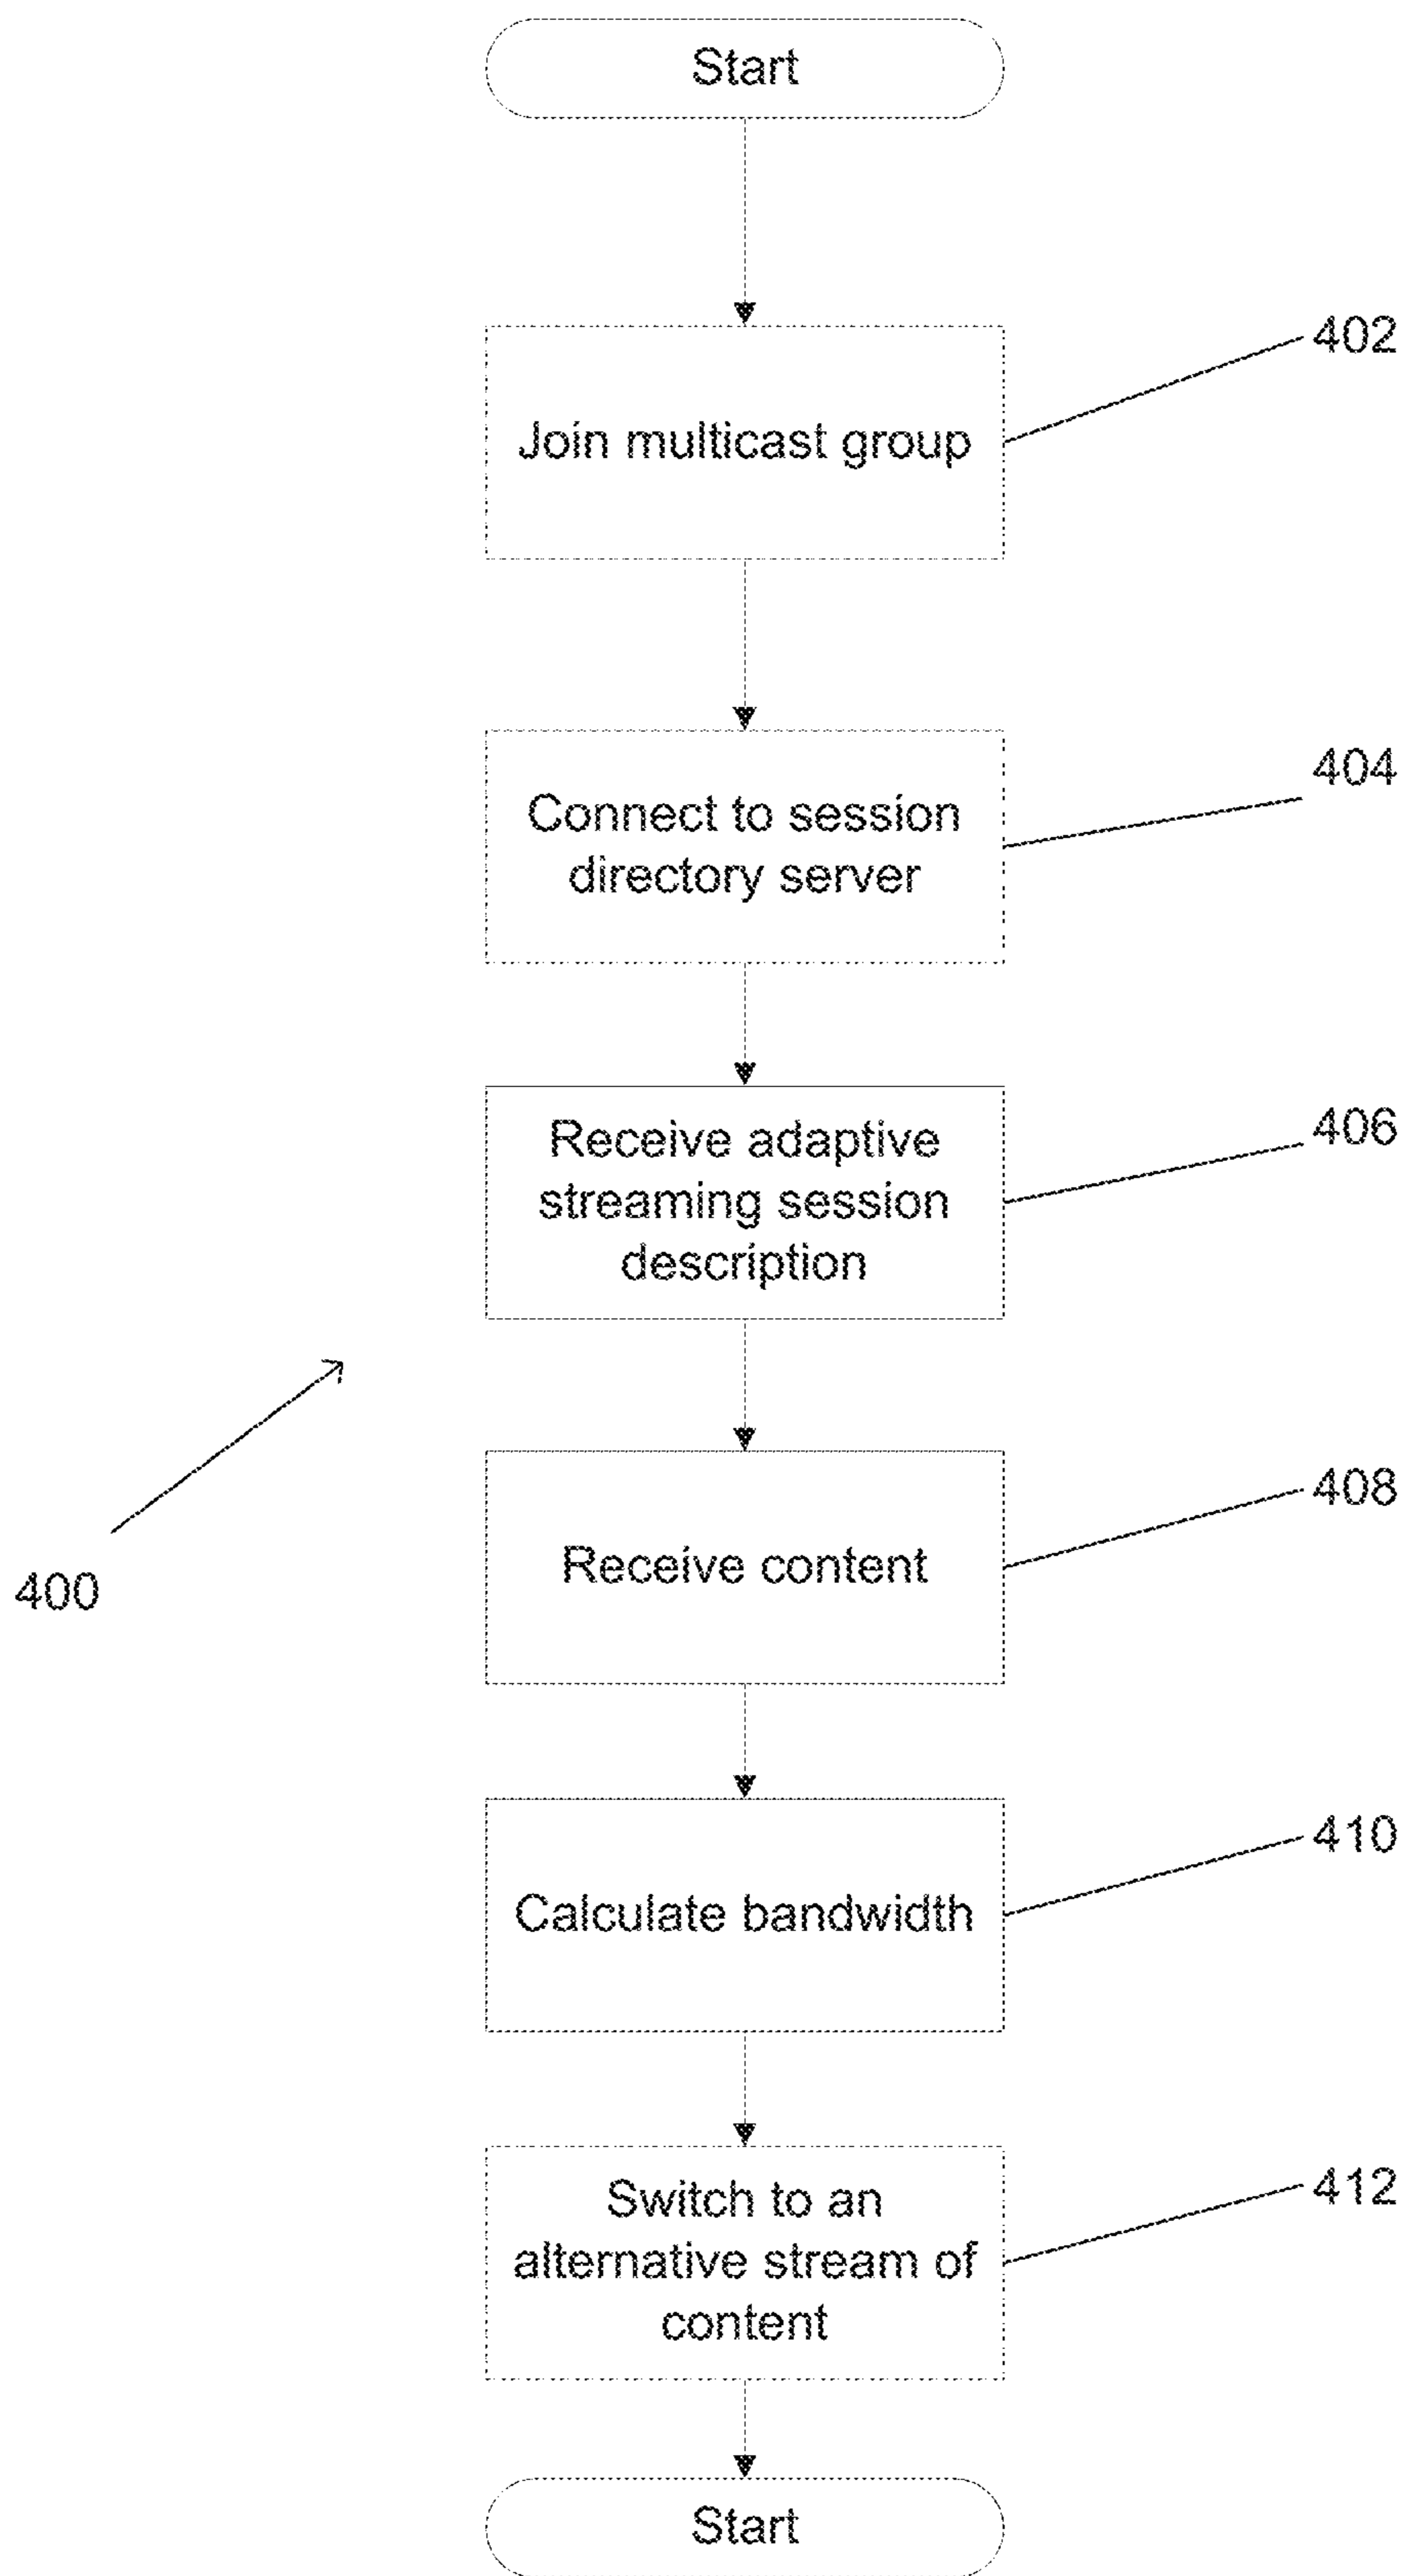 Start
Join multicast group
402
Connect to session
directory server
404
Receive adaptive
streaming session
description
406
400
Receive content
408
Calculate bandwidth
410
Switch to an
alternative stream of
content
412
Start